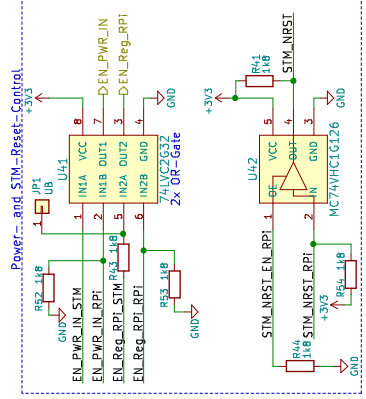 Power- and STM-Reset-Control
+3V3
EN_PWR_IN
EN_Reg_RPi
GND
8
7
3
4
VCC
OUT1
OUT2
GND
U41
74LVC2G32
2x OR-Gate
IN1A
IN1B
IN2A
IN2B
1
2
5
6
JP1
UB
1
R52 1k8
GND
R43 1k8
R53 1k8
GND
EN_PWR_IN_STM
EN_PWR_IN_RPi
EN_Reg_RPi_STM
EN_Reg_RPi_RPi
STM_NRST
R41
1k8
+3V3
GND
5
4
3
VCC
OUT
GND
U42
MC74VHC1G126
OE
IN
1
2
STM_NRST_EN_RPi
STM_NRST_RPi
R54 1k8
+3V3
R44
1k8
GND